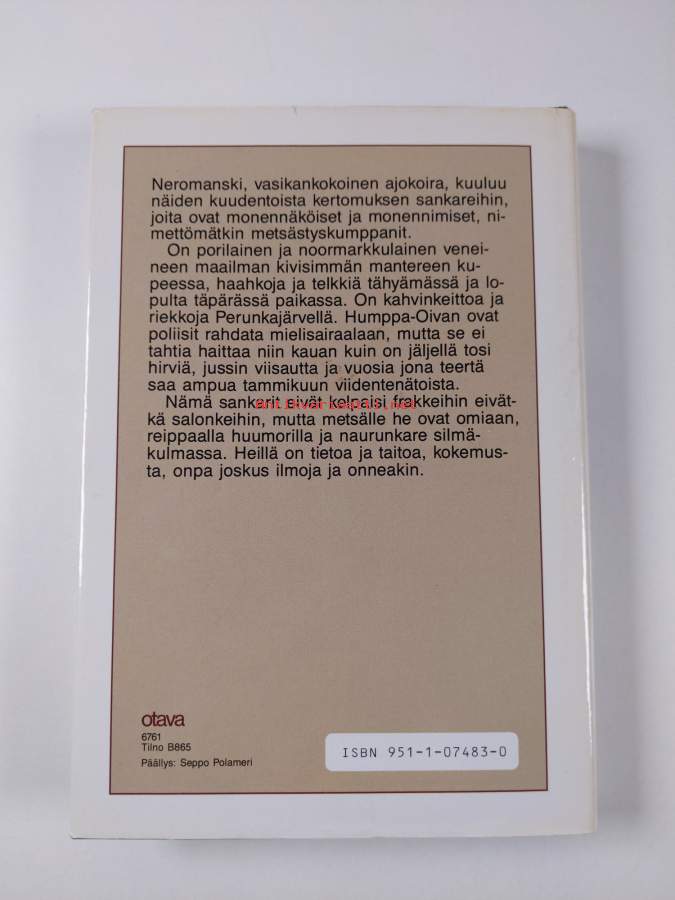 Neromanski, vasikankokoinen ajokoira, kuuluu
näiden kuudentoista kertomuksen sankareihin,
joita ovat monennäköiset ja monennimiset, ni-
mettömätkin metsästyskumppanit.
On porilainen ja noormarkkulainen venei-
neen maailman kivisimmän mantereen ku-
peessa, haahkoja ja telkkiä tähyämässä ja lo-
pulta täpärässä paikassa. On kahvinkeittoa ja
riekkoja Perunkajärvellä. Humppa-Oivan ovat
poliisit rahdata mielisairaalaan, mutta se ei
tahtia haittaa niin kauan kuin on jäljellä tosi
hirviä, jussin viisautta ja vuosia jona teertä
saa ampua tammikuun viidentenätoista.
Nämä sankarit eivät kelpaisi frakkeihin eivät-
kä salonkeihin, mutta metsälle he ovat omiaan,
reippaalla huumorilla ja naurunkare silmä-
kulmassa. Heillä on tietoa ja taitoa, kokemus-
ta, onpa joskus ilmoja ja onneakin.
Antikvariaatti.net
otava
6761
Tilno B865
Päällys: Seppo Polameri
ISBN 951-1-07483-0